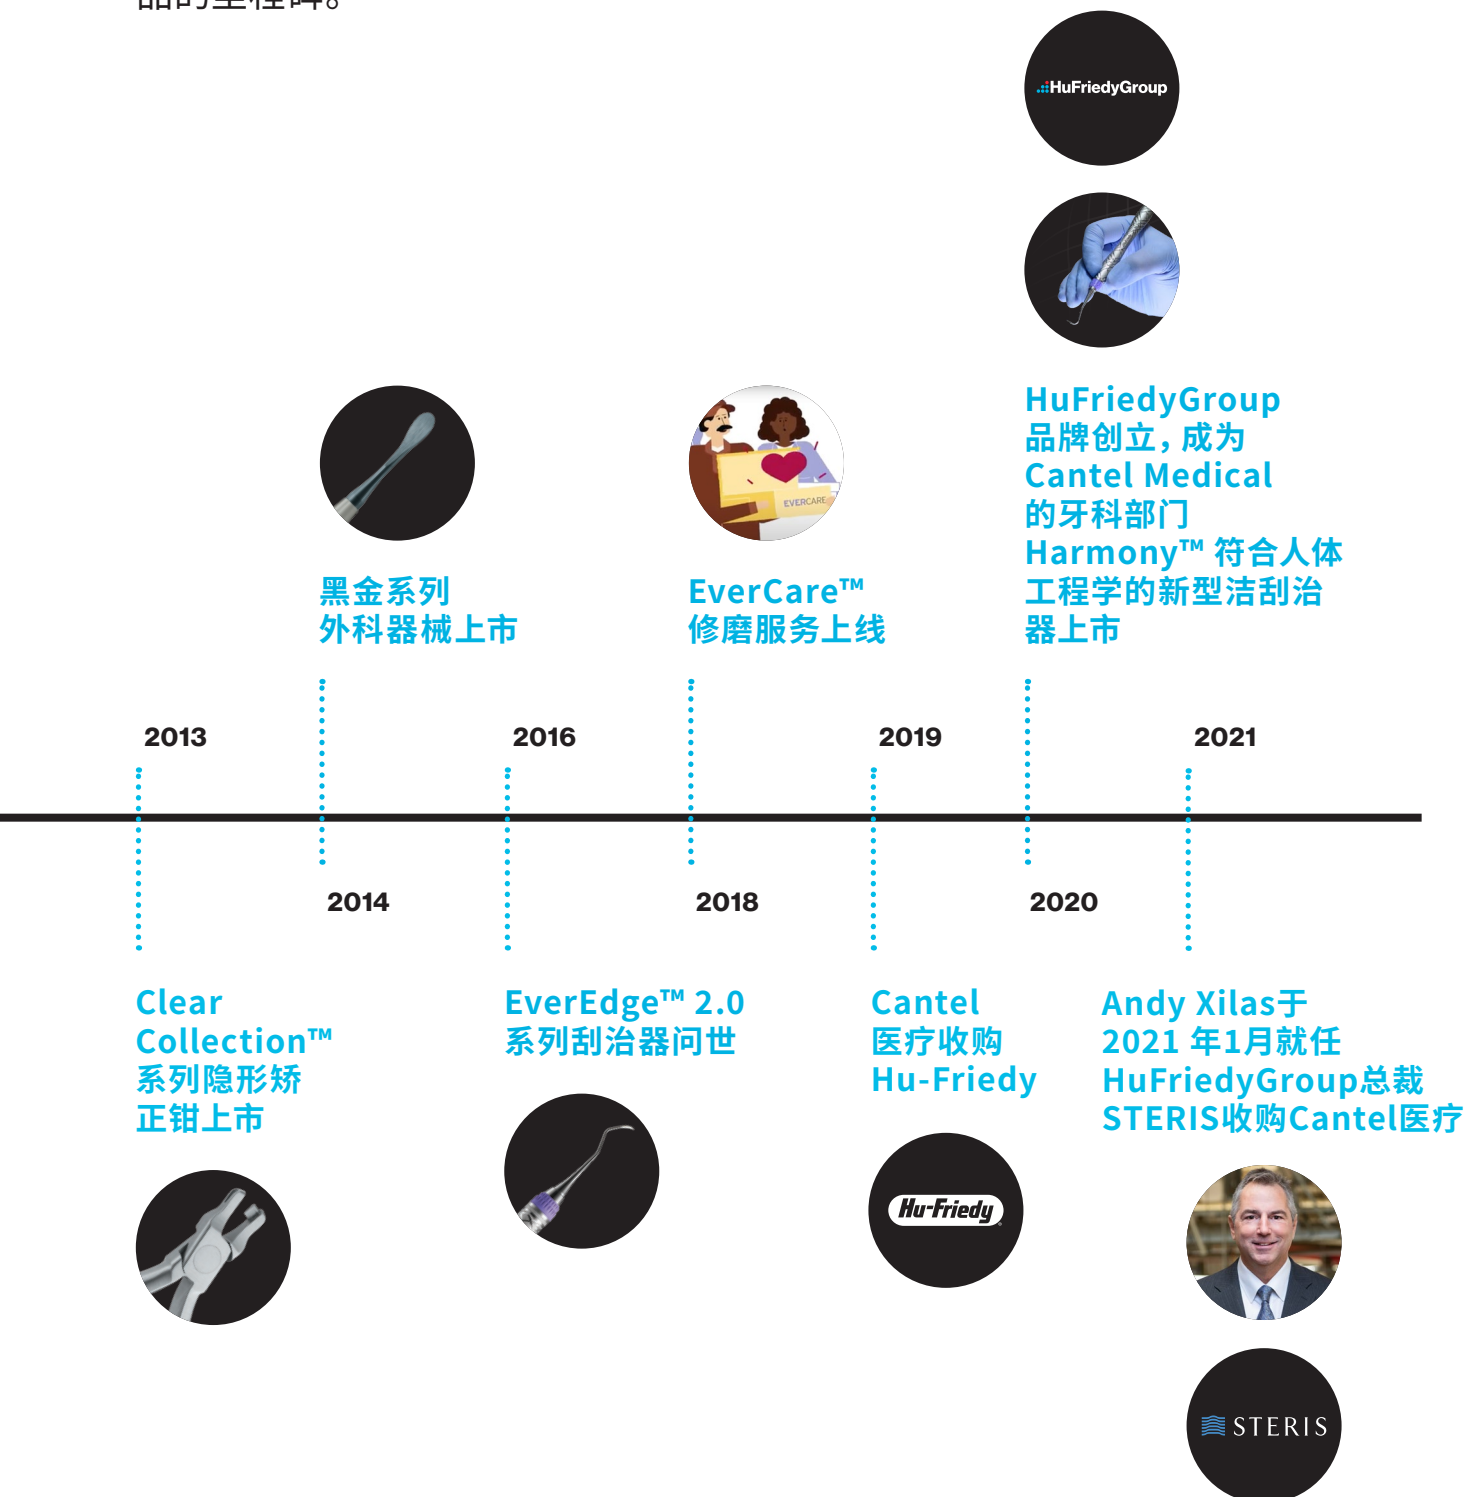 品的里程碑。
HuFriedyGroup
HuFriedyGroup
品牌创立，成为
Cantel Medical
的牙科部门
Harmony™ 符合人体
工程学的新型洁刮治
器上市
黑金系列
外科器械上市
EVERCARE
EverCare™
修磨服务上线
2013
2016
2019
2021
2014
2018
2020
Clear
Collection™
系列隐形矫
正钳上市
EverEdge™ 2.0
系列刮治器问世
Cantel
医疗收购
Hu-Friedy
Hu-Friedy
Andy Xilas于
2021 年1月就任
HuFriedyGroup总裁
STERIS收购Cantel医疗
STERIS